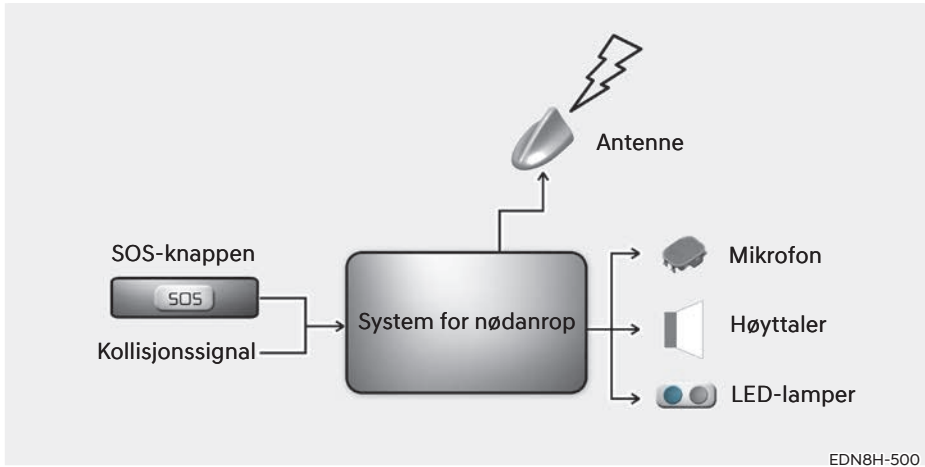 Antenne
SOS-knappen
SOS
Kollisjonssignal
System for nødanrop
Mikrofon
Høyttaler
LED-lamper
EDN8H-500